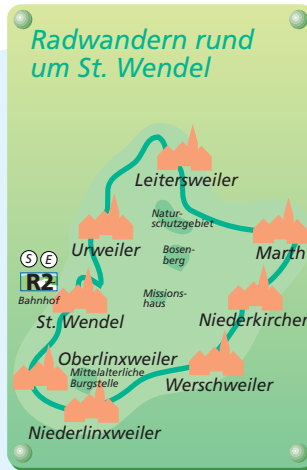 Radwandern rund
um St. Wendel
Leitersweiler
Natur-
schutzgebiet
Urweiler
Bosen-
berg
Marth
S E
R2
Bahnhof
Missions-
haus
St. Wendel
Niederkirchen
Oberlinxweiler
Mittelalterliche
Burgstelle
Werschweiler
Niederlinxweiler